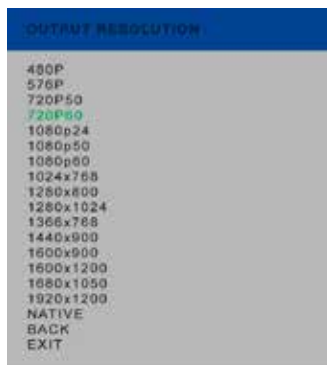 OUTPUT RESOLUTION:
480P
576P
720P50
720P60
1080p24
1080p50
1080p60
1024x768
1280x800
1280x1024
1366x768
1440x900
1600x900
1600x1200
1680x1050
1920x1200
NATIVE
BACK
EXIT